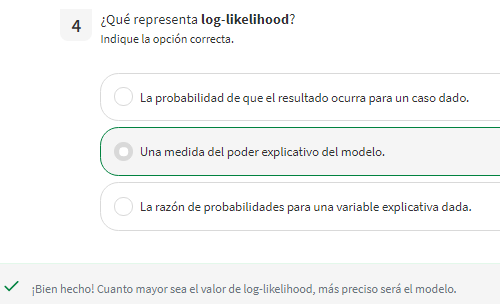 4
¿Qué representa log-likelihood?
Indique la opción correcta.
La probabilidad de que el resultado ocurra para un caso dado.
Una medida del poder explicativo del modelo.
La razón de probabilidades para una variable explicativa dada.
¡Bien hecho! Cuanto mayor sea el valor de log-likelihood, más preciso será el modelo.